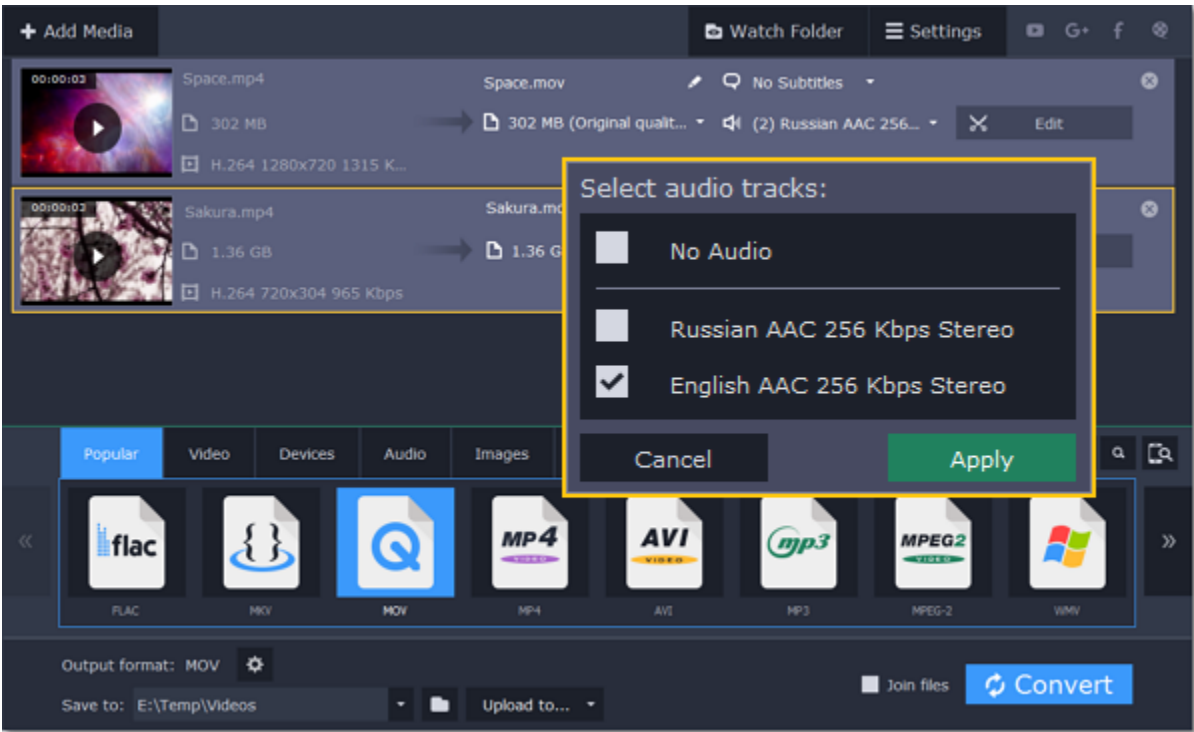 Add Media
Watch Folder
Settings
G+
f
00:00:03
Space.mp4
Space.mov
No Subtitles
302 MB
302 MB (Original qualit...
(2) Russian AAC 256...
Edit
H.264 1280x720 1315 K...
Select audio tracks:
No Audio
Russian AAC 256 Kbps Stereo
English AAC 256 Kbps Stereo
Cancel
Apply
00:00:03
Sakura.mp4
Sakura.mo
1.36 GB
1.36 G
H.264 720x304 965 Kbps
Popular
Video
Devices
Audio
Images
flac
{ }
Q
MP4
VIDEO
AVI
VIDEO
mp3
MPEG2
VIDEO
FLAC
MKV
MOV
MP4
AVI
MP3
MPEG-2
WMV
Output format: MOV
Save to: E:\Temp\Videos
Upload to...
Join files
Convert